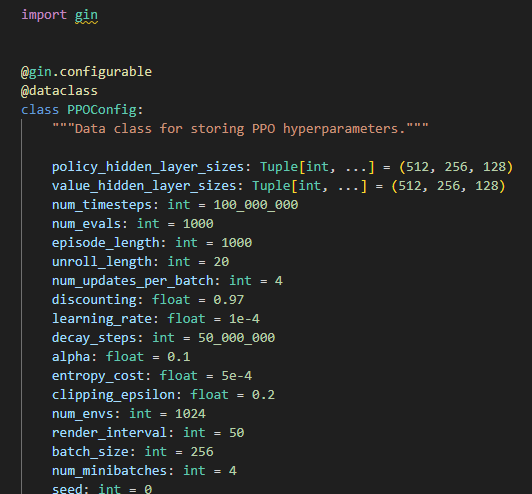 import gin
@gin.configurable
@dataclass
class PPOConfig:
"""Data class for storing PPO hyperparameters."""
policy_hidden_layer_sizes: Tuple[int, ...] = (512, 256, 128)
value_hidden_layer_sizes: Tuple[int, ...] = (512, 256, 128)
num_timesteps: int = 100_000_000
num_evals: int = 1000
episode_length: int = 1000
unroll_length: int = 20
num_updates_per_batch: int = 4
discounting: float = 0.97
learning_rate: float = 1e-4
decay_steps: int = 50_000_000
alpha: float = 0.1
entropy_cost: float = 5e-4
clipping_epsilon: float = 0.2
num_envs: int = 1024
render_interval: int = 50
batch_size: int = 256
num_minibatches: int = 4
seed: int = 0